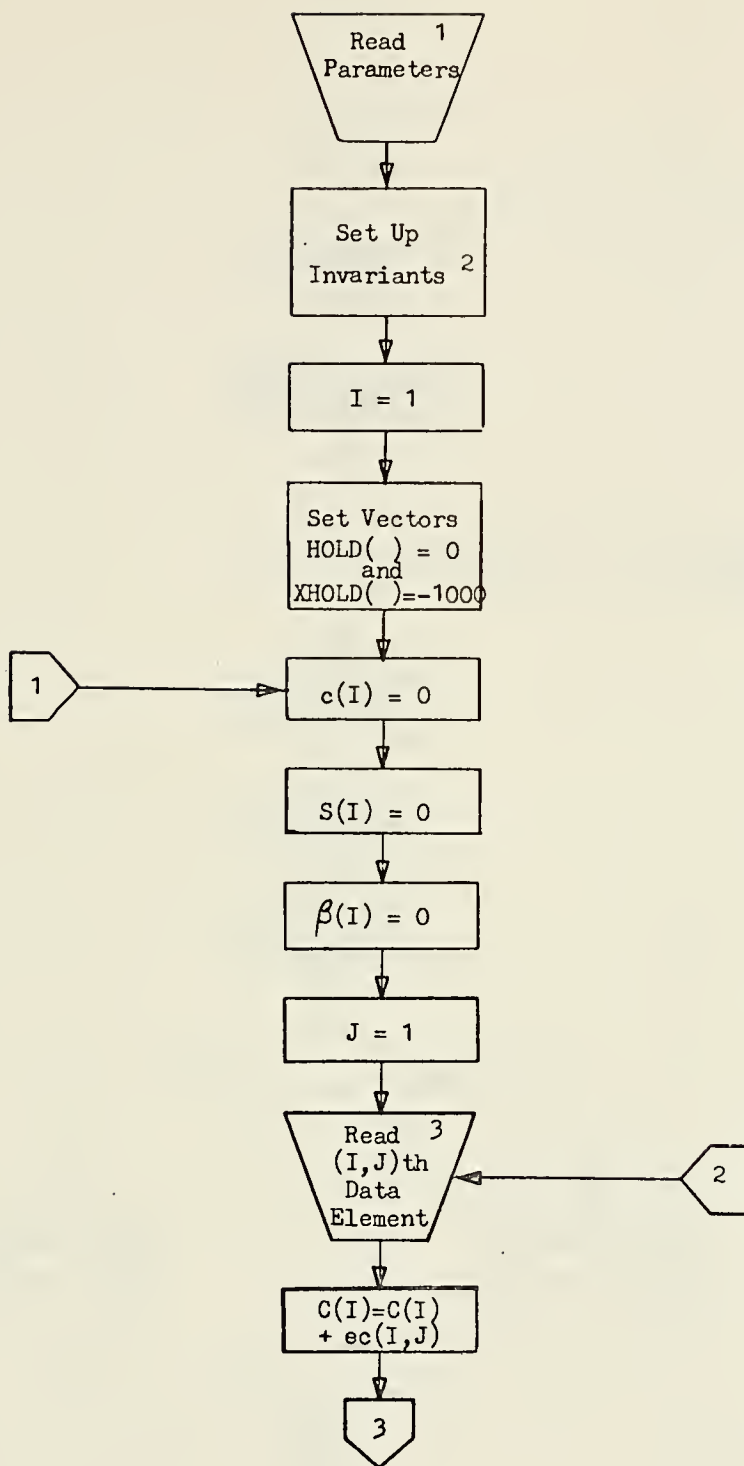 Read 1
Parameters
Set Up
Invariants 2
I = 1
Set Vectors
HOLD( ) = 0
and
XHOLD( )=-1000
1
c(I) = 0
S(I) = 0
β(I) = 0
J = 1
Read 3
(I,J)th
Data
Element
2
C(I)=C(I)
+ ec(I,J)
3